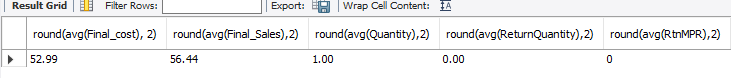 Result Grid Filter Rows: Export: Wrap Cell Content:
round(avg(Final_cost), 2) round(avg(Final_Sales),2) round(avg(Quantity),2) round(avg(ReturnQuantity),2) round(avg(RtnMPR),2)
52.99 56.44 1.00 0.00 0